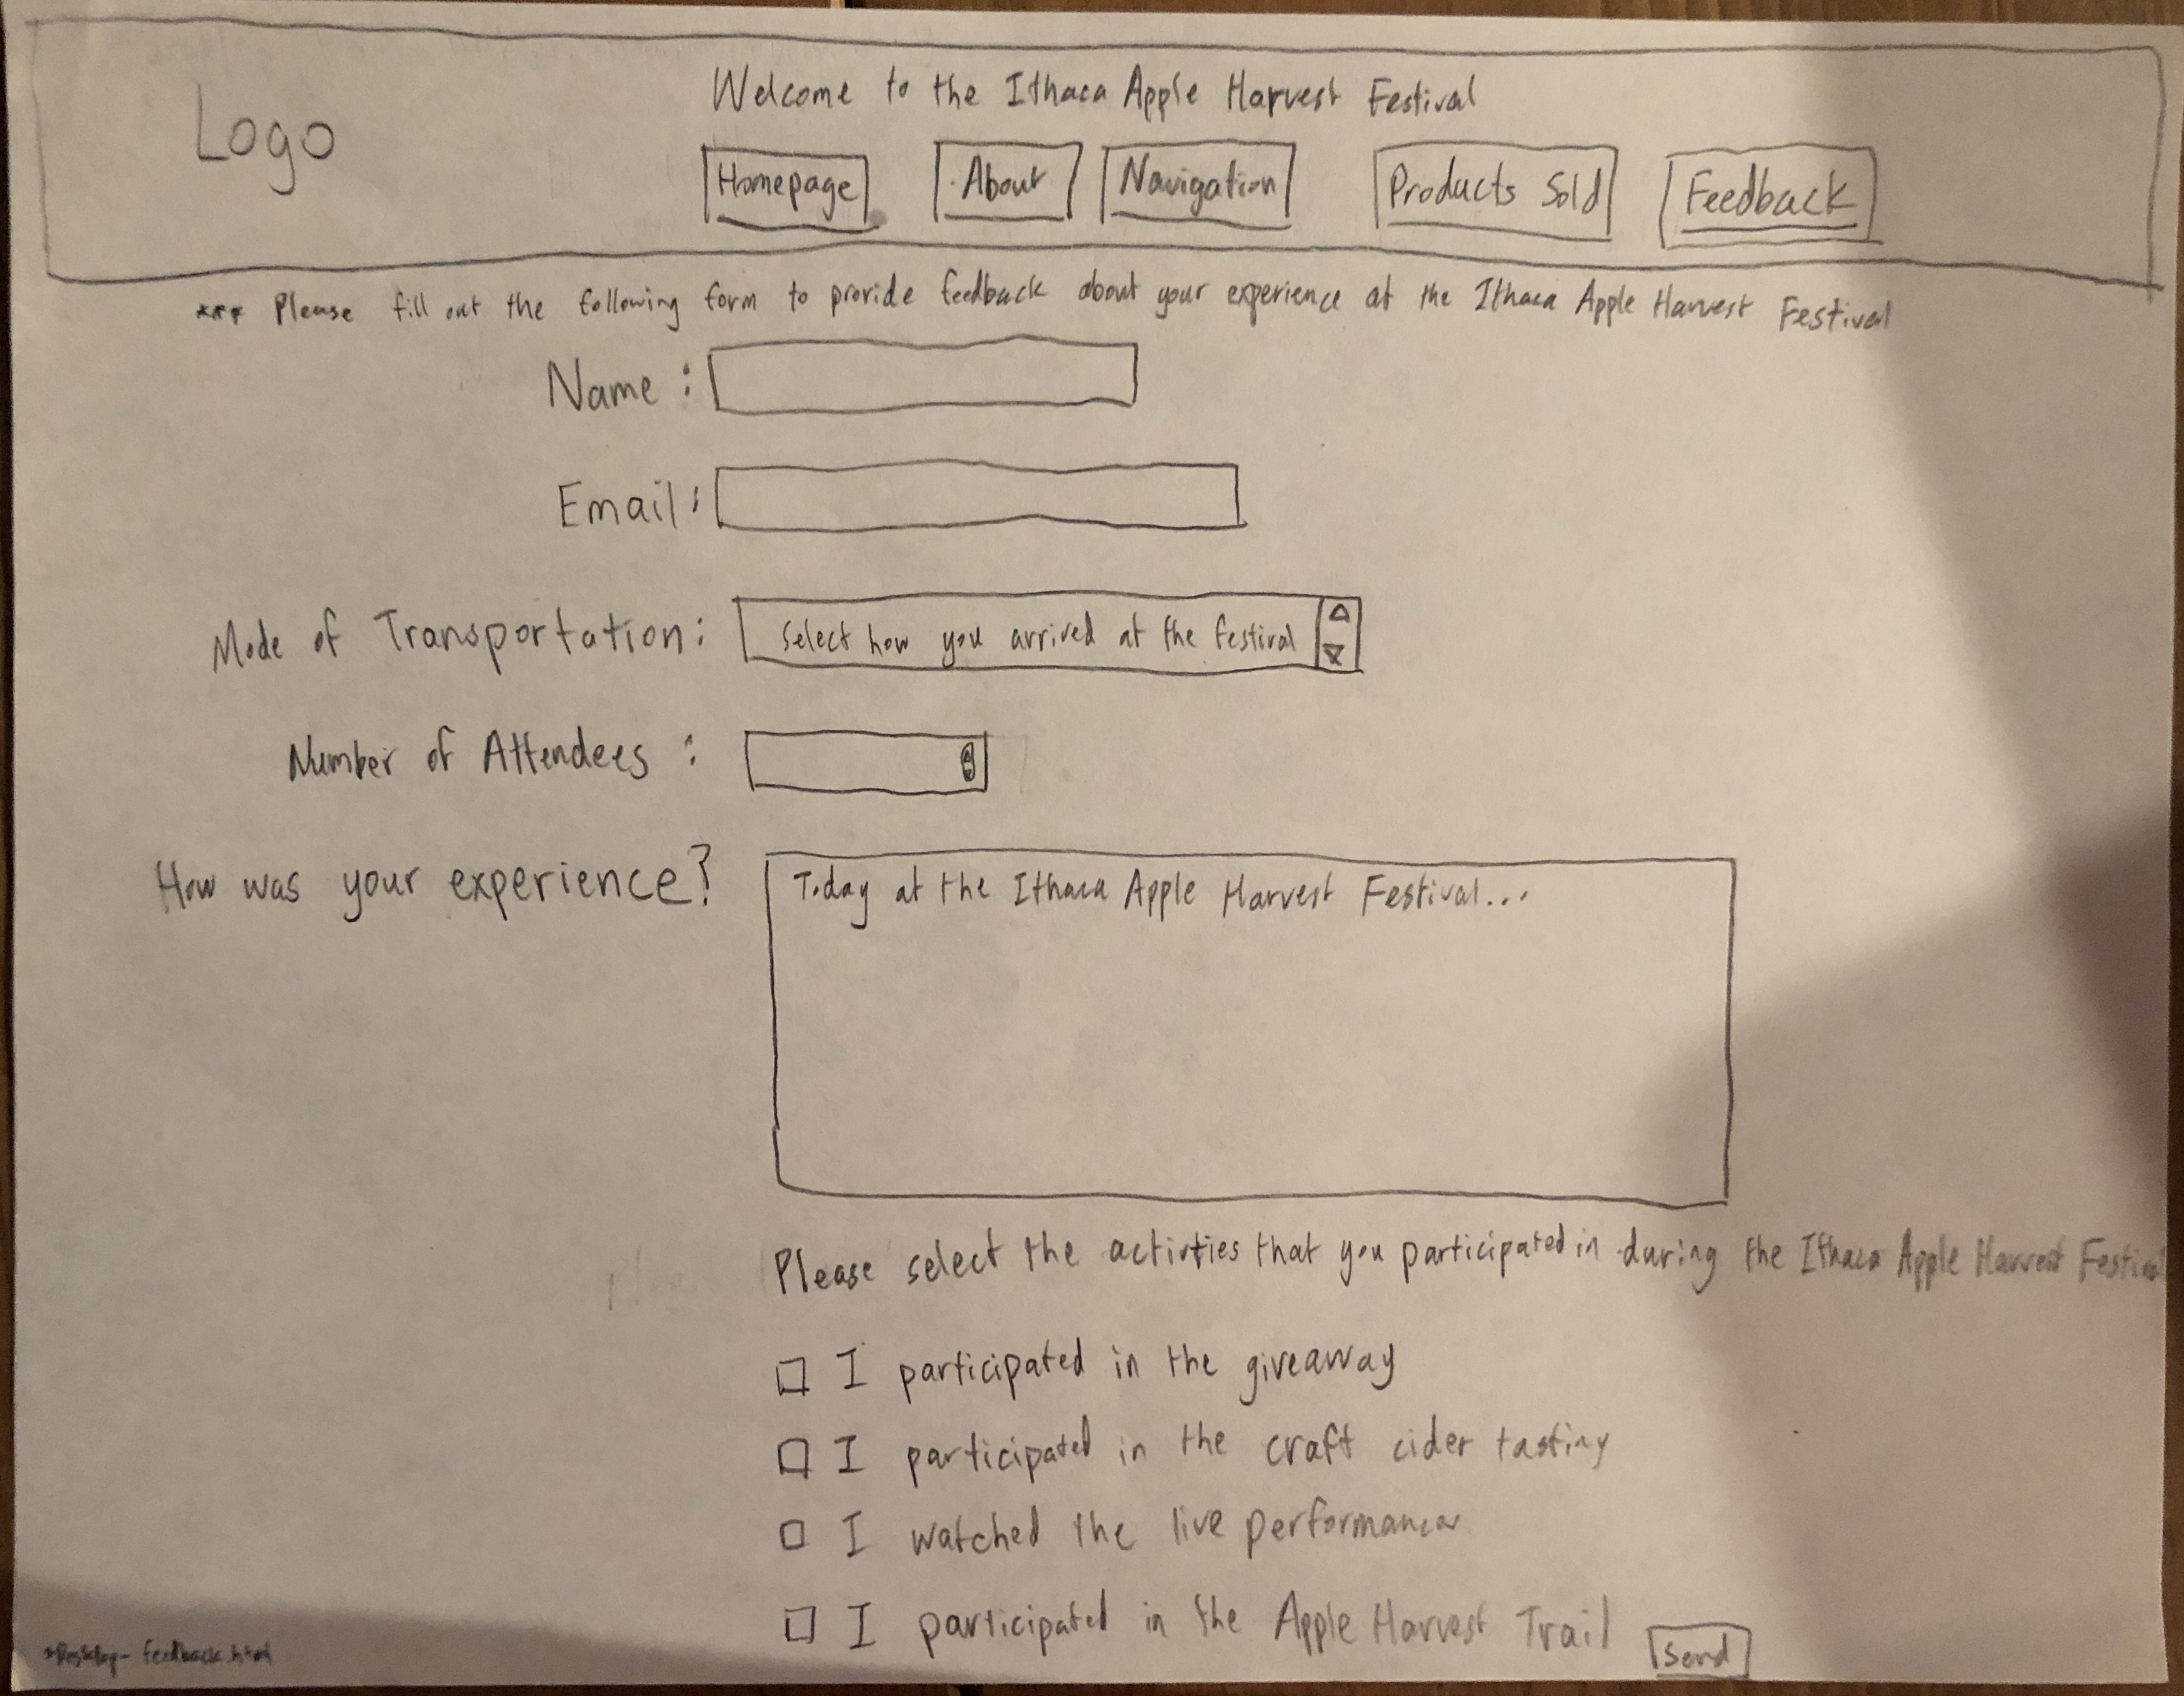 Welcome to the Ithaca Apple Harvest Festival
Logo
Homepage About Navigation Products Sold Feedback
*** Please fill out the following form to provide feedback about your experience at the Ithaca Apple Harvest Festival
Name :
Email :
Mode of Transportation: Select how you arrived at the festival
Number of Attendees :
How was your experience? Today at the Ithaca Apple Harvest Festival...
Please select the activties that you participated in during the Ithaca Apple Harvest Festival
I participated in the giveaway
I participated in the craft cider tasting
I watched the live performances
I participated in the Apple Harvest Trail
Send
*Desktop- feedback.html